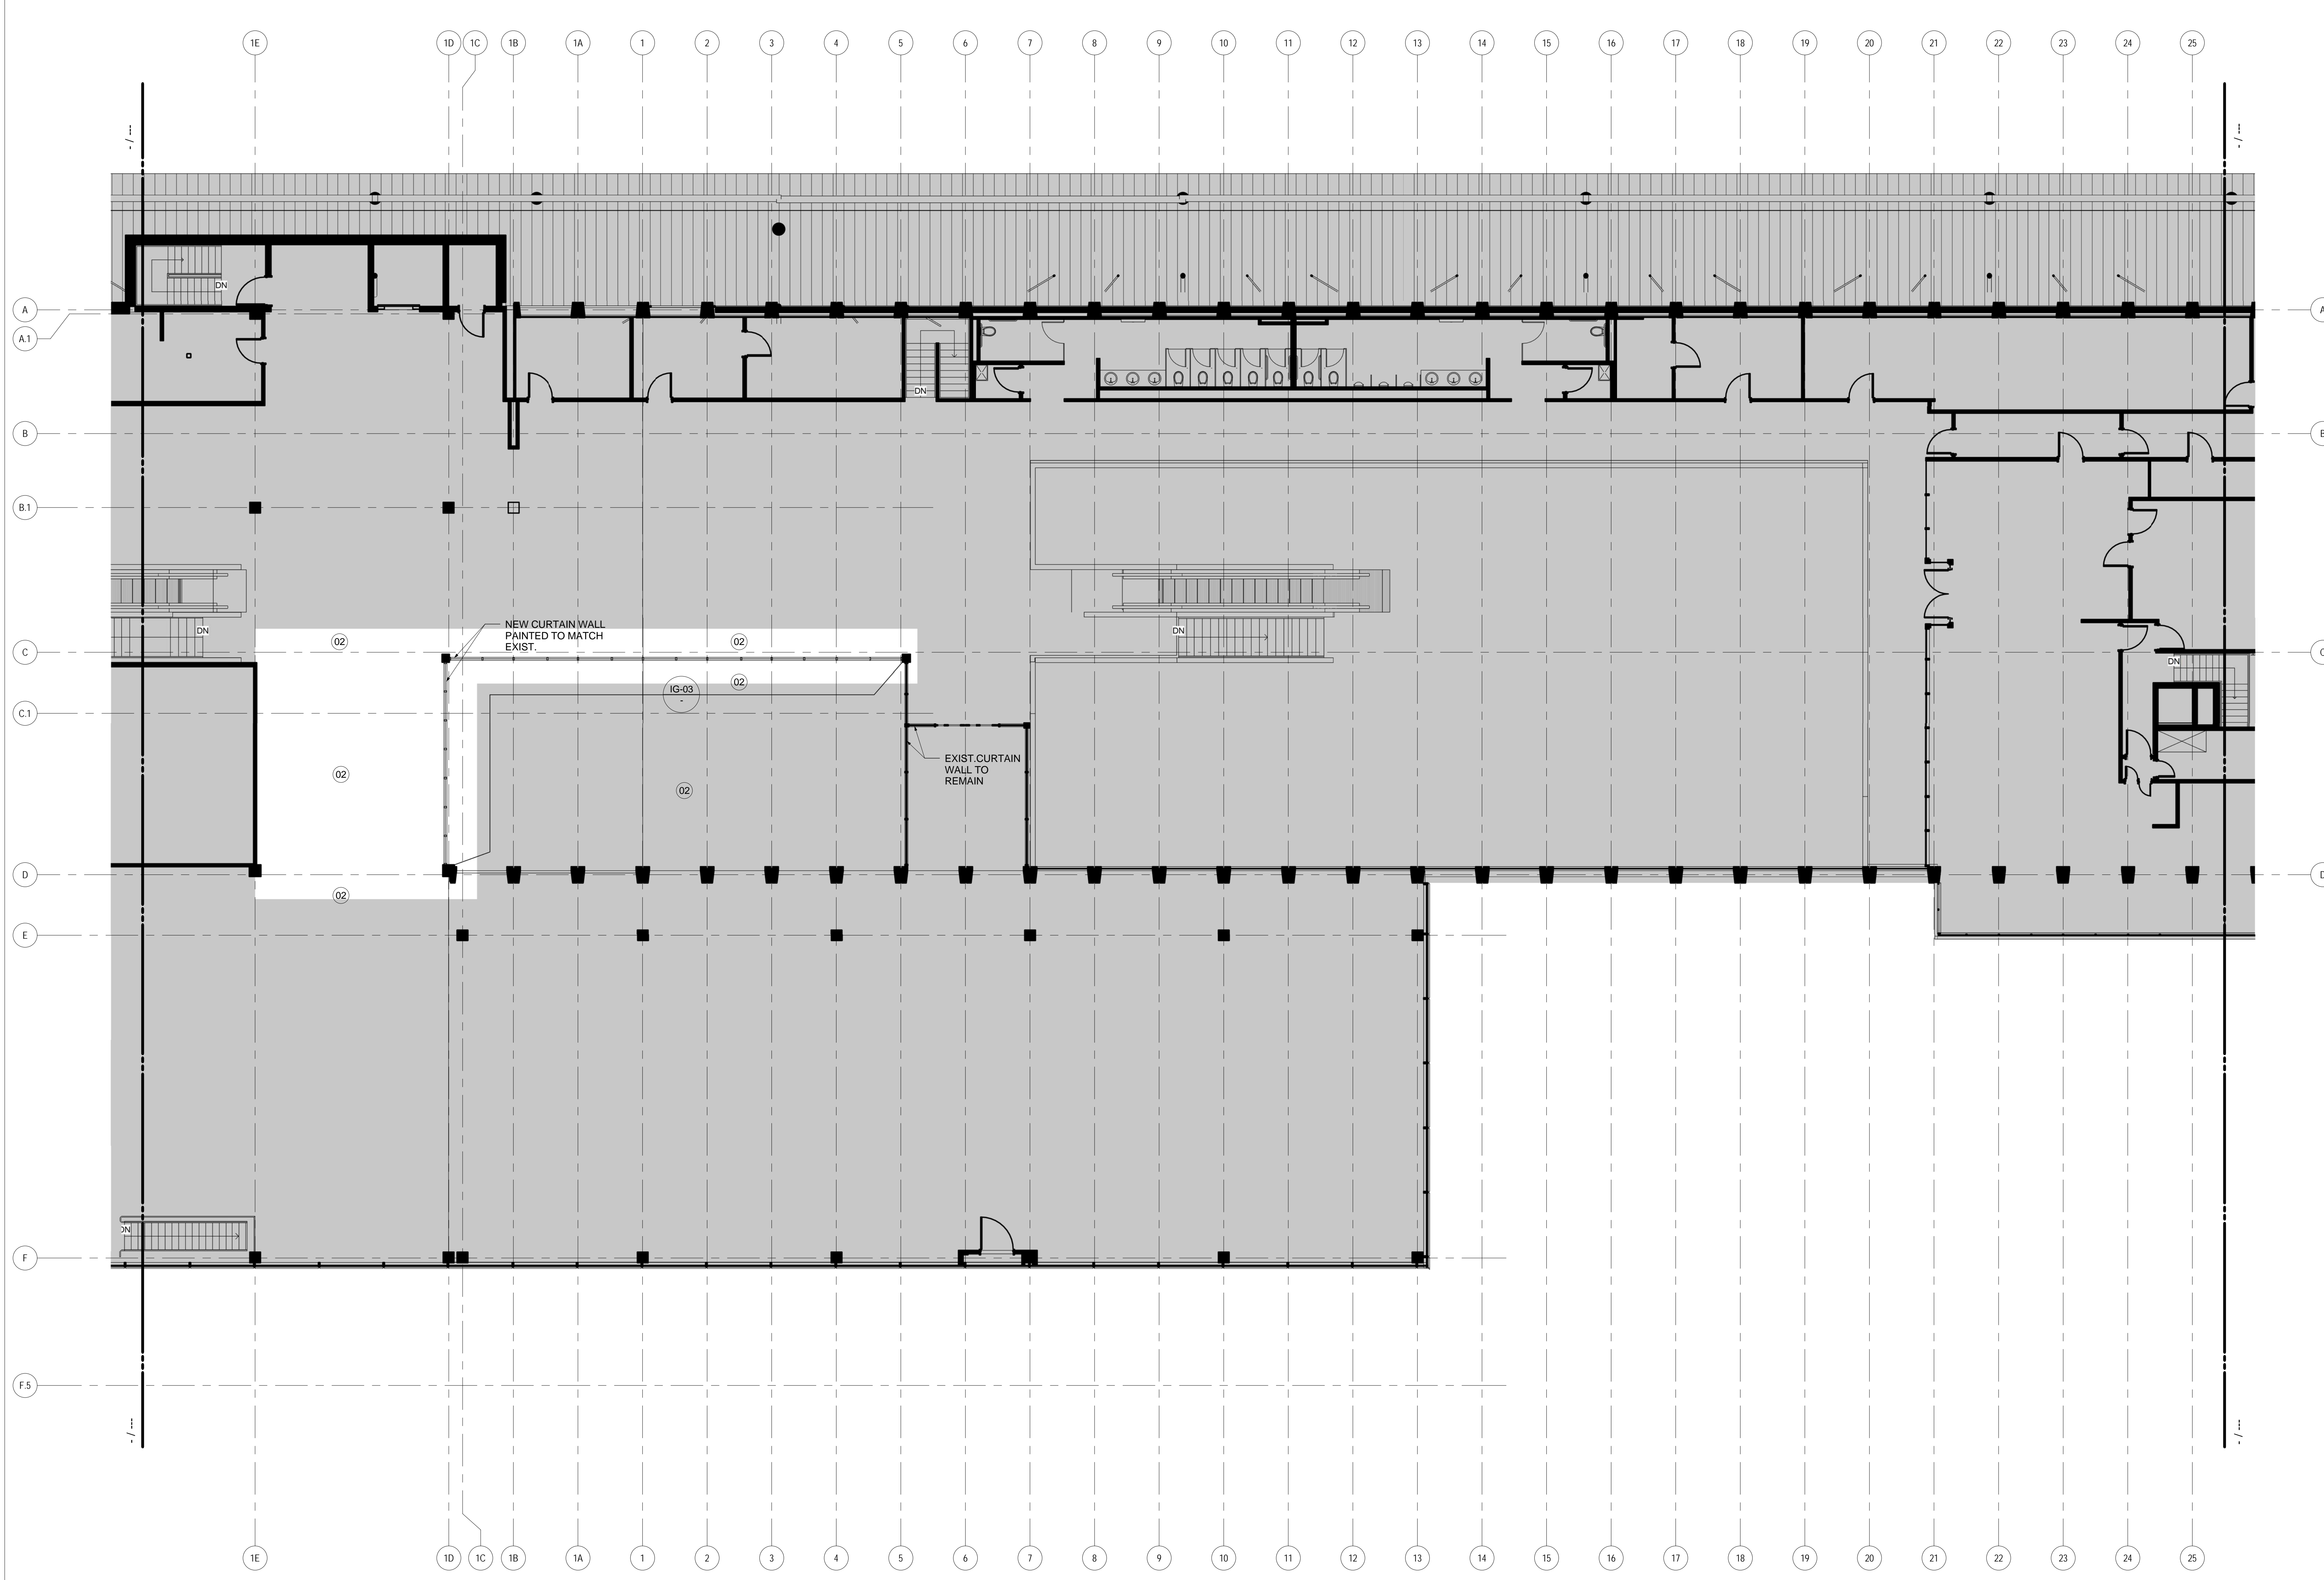 1E 1D 1C 1B 1A 1 2 3 4 5 6 7 8 9 10 11 12 13 14 15 16 17 18 19 20 21 22 23 24 25
- / ---
- / ---
DN
A
A
A.1
DN
B
B
B.1
DN
NEW CURTAIN WALL
PAINTED TO MATCH
EXIST.
DN
02
02
C
C
DN
02
IG-03
-
C.1
EXIST.CURTAIN
WALL TO
REMAIN
02
02
D
D
02
E
DN
F
F.5
- / ---
- / ---
1E 1D 1C 1B 1A 1 2 3 4 5 6 7 8 9 10 11 12 13 14 15 16 17 18 19 20 21 22 23 24 25